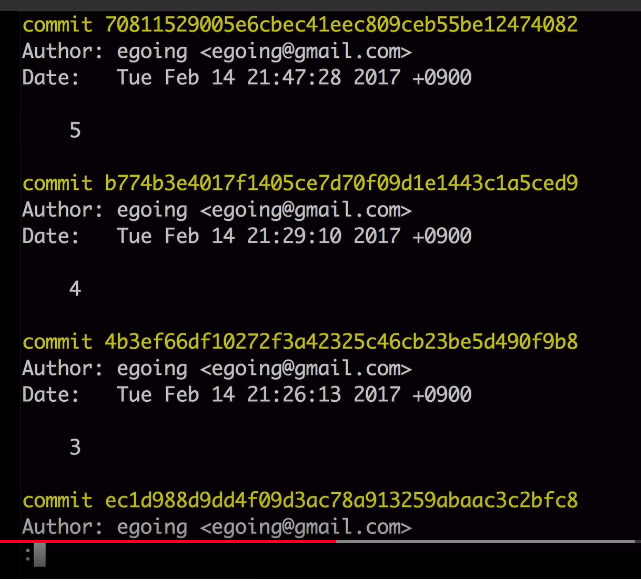 commit 70811529005e6cbec41eec809ceb55be12474082
Author: egoing <egoing@gmail.com>
Date:   Tue Feb 14 21:47:28 2017 +0900
5
commit b774b3e4017f1405ce7d70f09d1e1443c1a5ced9
Author: egoing <egoing@gmail.com>
Date:   Tue Feb 14 21:29:10 2017 +0900
4
commit 4b3ef66df10272f3a42325c46cb23be5d490f9b8
Author: egoing <egoing@gmail.com>
Date:   Tue Feb 14 21:26:13 2017 +0900
3
commit ec1d988d9dd4f09d3ac78a913259abaac3c2bfc8
Author: egoing <egoing@gmail.com>
: